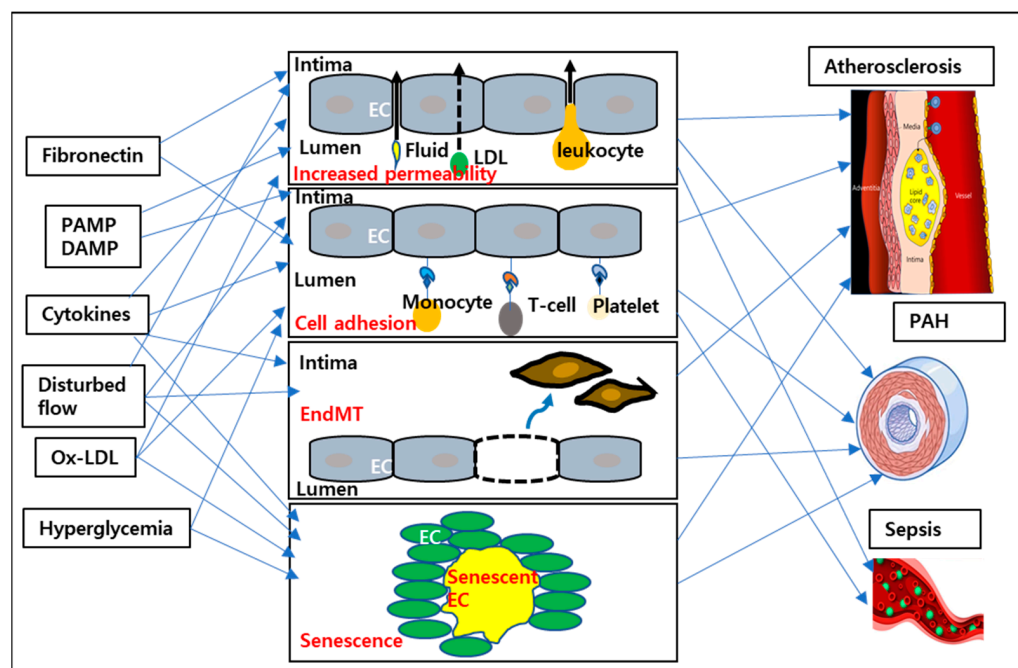 Fibronectin
PAMP
DAMP
Cytokines
Disturbed
flow
Ox-LDL
Hyperglycemia
Intima
EC
Lumen
Fluid
LDL
leukocyte
Increased permeability
Intima
EC
Lumen
Monocyte
T-cell
Platelet
Cell adhesion
Intima
EndMT
EC
Lumen
EC
Senescent
EC
Senescence
Atherosclerosis
Media
Adventitia
Lipid
core
Vessel
Intima
PAH
Sepsis